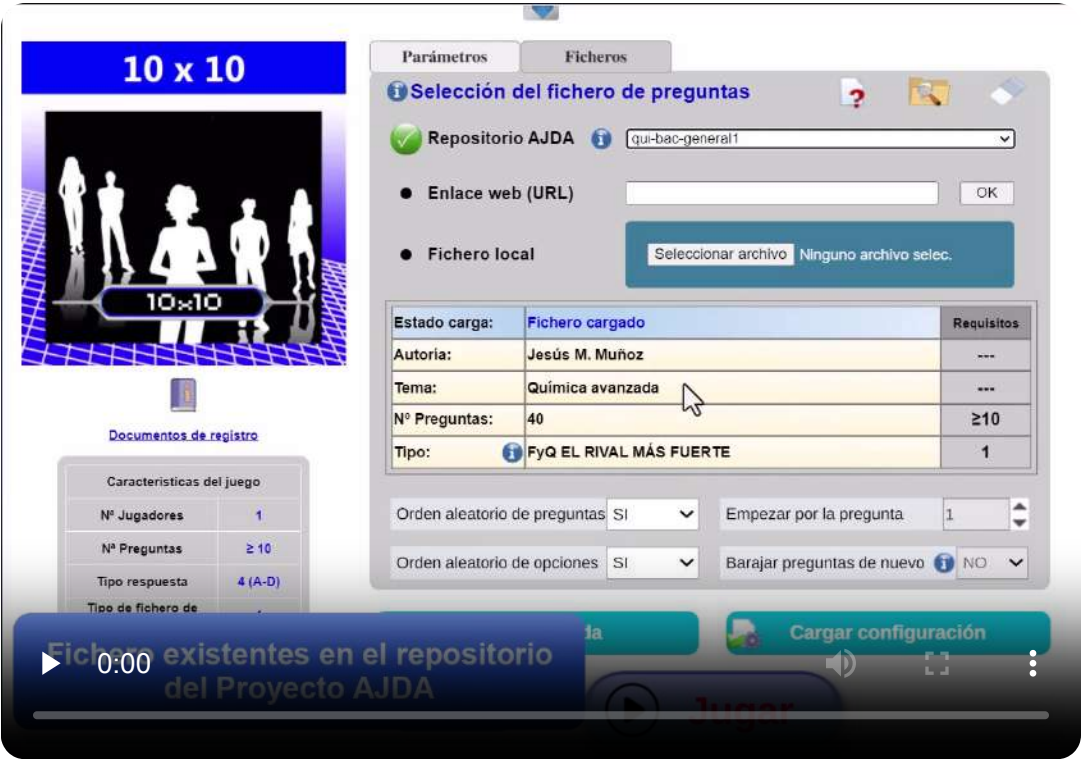 10 x 10
10x10
Documentos de registro
Caracteristicas del juego
Nº Jugadores 1
Nª Preguntas ≥ 10
Tipo respuesta 4 (A-D)
Tipo de fichero de
Parámetros Ficheros
Selección del fichero de preguntas
Repositorio AJDA qui-bac-general1
Enlace web (URL) OK
Fichero local Seleccionar archivo Ninguno archivo selec.
Estado carga: Fichero cargado Requisitos
Autoria: Jesús M. Muñoz ---
Tema: Química avanzada ---
Nº Preguntas: 40 ≥10
Tipo: FyQ EL RIVAL MÁS FUERTE 1
Orden aleatorio de preguntas SI Empezar por la pregunta 1
Orden aleatorio de opciones SI Barajar preguntas de nuevo NO
da Cargar configuración
Fichero existentes en el repositorio
del Proyecto AJDA
0:00
Jugar